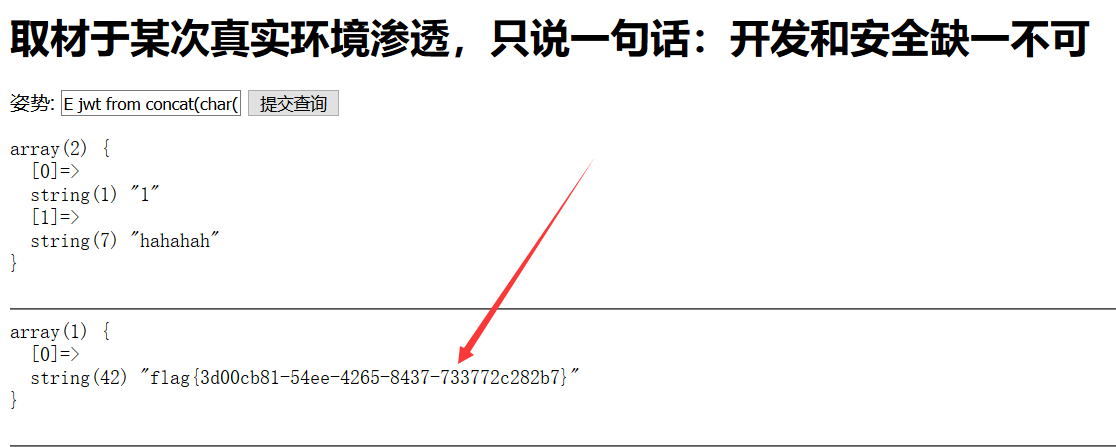 取材于某次真实环境渗透，只说一句话：开发和安全缺一不可
姿势: E jwt from concat(char( 提交查询
array(2) {
[0]=>
string(1) "1"
[1]=>
string(7) "hahahah"
}
array(1) {
[0]=>
string(42) "flag{3d00cb81-54ee-4265-8437-733772c282b7}"
}